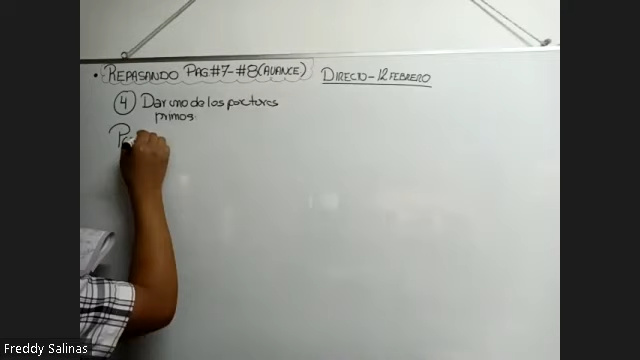 • REPASANDO PAG#7-#8(AVANCE) DIRECTO-12 FEBRERO
4 Dar uno de los factores
primos.
Freddy Salinas